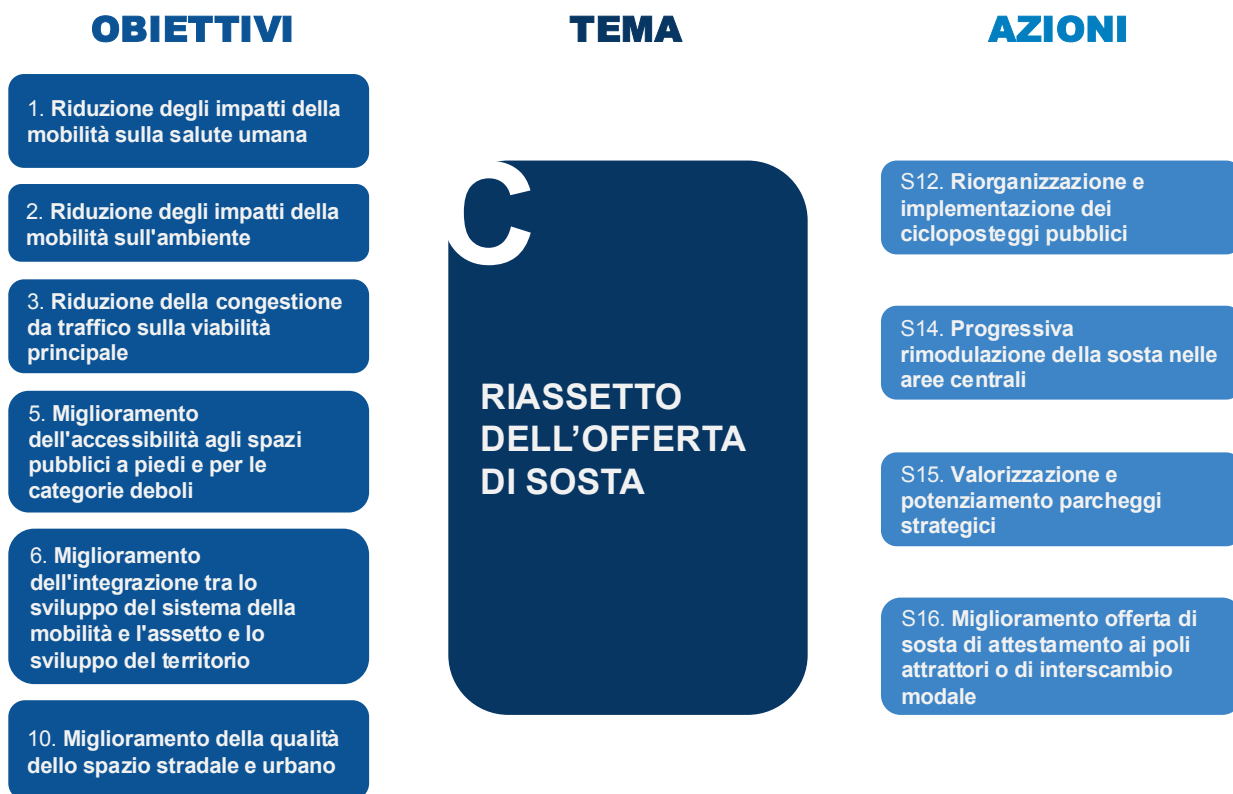 OBIETTIVI
1. Riduzione degli impatti della
mobilità sulla salute umana
2. Riduzione degli impatti della
mobilità sull'ambiente
3. Riduzione della congestione
da traffico sulla viabilità
principale
5. Miglioramento
dell'accessibilità agli spazi
pubblici a piedi e per le
categorie deboli
6. Miglioramento
dell'integrazione tra lo
sviluppo del sistema della
mobilità e l'assetto e lo
sviluppo del territorio
10. Miglioramento della qualità
dello spazio stradale e urbano
TEMA
C
RIASSETTO
DELL’OFFERTA
DI SOSTA
AZIONI
S12. Riorganizzazione e
implementazione dei
cicloposteggi pubblici
S14. Progressiva
rimodulazione della sosta nelle
aree centrali
S15. Valorizzazione e
potenziamento parcheggi
strategici
S16. Miglioramento offerta di
sosta di attestamento ai poli
attrattori o di interscambio
modale